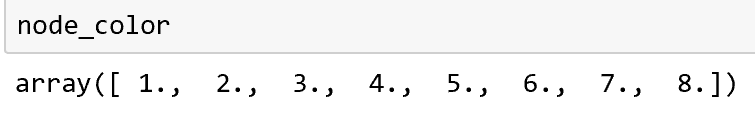 node_color
array([ 1.,  2.,  3.,  4.,  5.,  6.,  7.,  8.])